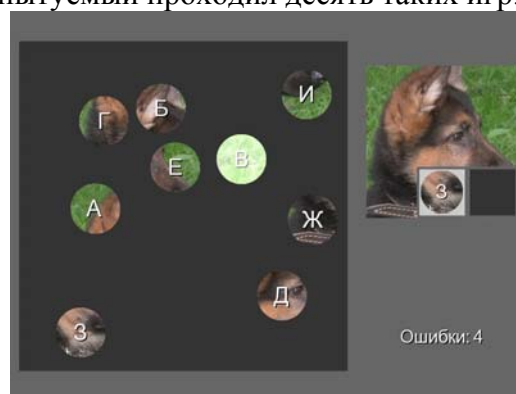 пытуемый проходил десять таких игр.
И
Б
Г
В
Е
З
А
Ж
Д
З
Ошибки: 4